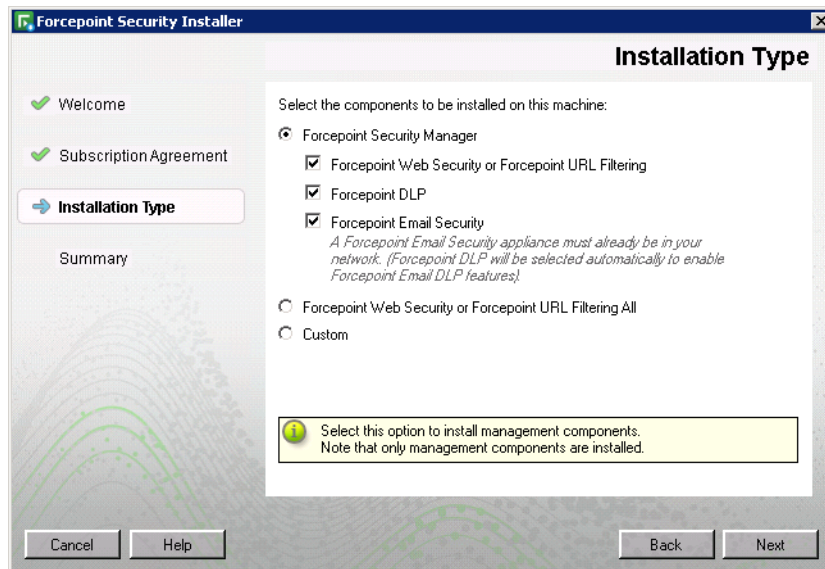 Forcepoint Security Installer
Installation Type
Welcome
Subscription Agreement
Installation Type
Summary
Select the components to be installed on this machine:
Forcepoint Security Manager
Forcepoint Web Security or Forcepoint URL Filtering
Forcepoint DLP
Forcepoint Email Security
A Forcepoint Email Security appliance must already be in your
network. (Forcepoint DLP will be selected automatically to enable
Forcepoint Email DLP features).
Forcepoint Web Security or Forcepoint URL Filtering All
Custom
Select this option to install management components.
Note that only management components are installed.
Cancel
Help
Back
Next